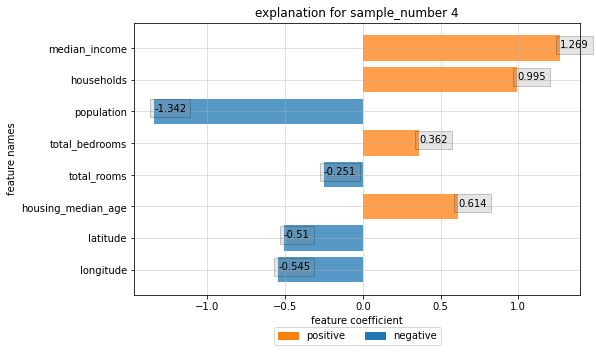 explanation for sample_number 4
median_income
1.269
households
0.995
population
-1.342
total_bedrooms
0.362
total_rooms
-0.251
housing_median_age
0.614
latitude
-0.51
longitude
-0.545
feature names
−1.0 −0.5 0.0 0.5 1.0
feature coefficient
positive negative